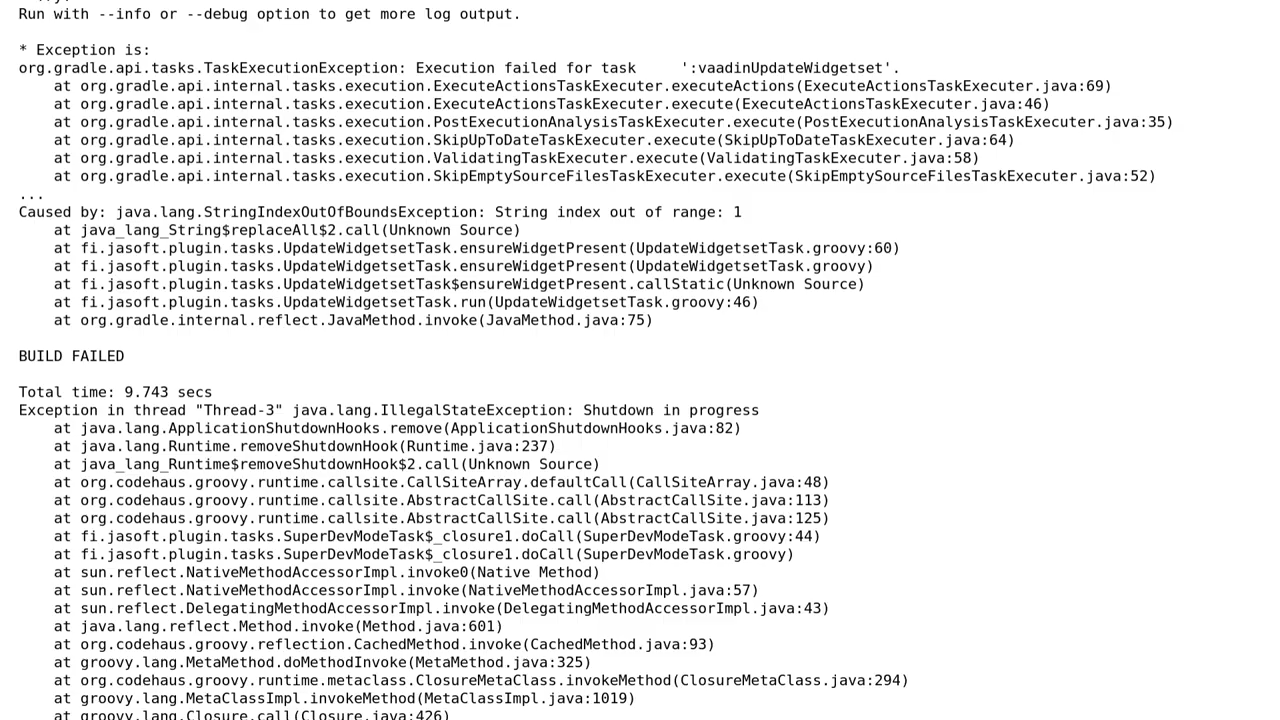 Run with --info or --debug option to get more log output.
* Exception is:
org.gradle.api.tasks.TaskExecutionException: Execution failed for task     ':vaadinUpdateWidgetset'.
    at org.gradle.api.internal.tasks.execution.ExecuteActionsTaskExecuter.executeActions(ExecuteActionsTaskExecuter.java:69)
    at org.gradle.api.internal.tasks.execution.ExecuteActionsTaskExecuter.execute(ExecuteActionsTaskExecuter.java:46)
    at org.gradle.api.internal.tasks.execution.PostExecutionAnalysisTaskExecuter.execute(PostExecutionAnalysisTaskExecuter.java:35)
    at org.gradle.api.internal.tasks.execution.SkipUpToDateTaskExecuter.execute(SkipUpToDateTaskExecuter.java:64)
    at org.gradle.api.internal.tasks.execution.ValidatingTaskExecuter.execute(ValidatingTaskExecuter.java:58)
    at org.gradle.api.internal.tasks.execution.SkipEmptySourceFilesTaskExecuter.execute(SkipEmptySourceFilesTaskExecuter.java:52)
...
Caused by: java.lang.StringIndexOutOfBoundsException: String index out of range: 1
    at java_lang_String$replaceAll$2.call(Unknown Source)
    at fi.jasoft.plugin.tasks.UpdateWidgetsetTask.ensureWidgetPresent(UpdateWidgetsetTask.groovy:60)
    at fi.jasoft.plugin.tasks.UpdateWidgetsetTask.ensureWidgetPresent(UpdateWidgetsetTask.groovy)
    at fi.jasoft.plugin.tasks.UpdateWidgetsetTask$ensureWidgetPresent.callStatic(Unknown Source)
    at fi.jasoft.plugin.tasks.UpdateWidgetsetTask.run(UpdateWidgetsetTask.groovy:46)
    at org.gradle.internal.reflect.JavaMethod.invoke(JavaMethod.java:75)
BUILD FAILED
Total time: 9.743 secs
Exception in thread "Thread-3" java.lang.IllegalStateException: Shutdown in progress
    at java.lang.ApplicationShutdownHooks.remove(ApplicationShutdownHooks.java:82)
    at java.lang.Runtime.removeShutdownHook(Runtime.java:237)
    at java_lang_Runtime$removeShutdownHook$2.call(Unknown Source)
    at org.codehaus.groovy.runtime.callsite.CallSiteArray.defaultCall(CallSiteArray.java:48)
    at org.codehaus.groovy.runtime.callsite.AbstractCallSite.call(AbstractCallSite.java:113)
    at org.codehaus.groovy.runtime.callsite.AbstractCallSite.call(AbstractCallSite.java:125)
    at fi.jasoft.plugin.tasks.SuperDevModeTask$_closure1.doCall(SuperDevModeTask.groovy:44)
    at fi.jasoft.plugin.tasks.SuperDevModeTask$_closure1.doCall(SuperDevModeTask.groovy)
    at sun.reflect.NativeMethodAccessorImpl.invoke0(Native Method)
    at sun.reflect.NativeMethodAccessorImpl.invoke(NativeMethodAccessorImpl.java:57)
    at sun.reflect.DelegatingMethodAccessorImpl.invoke(DelegatingMethodAccessorImpl.java:43)
    at java.lang.reflect.Method.invoke(Method.java:601)
    at org.codehaus.groovy.reflection.CachedMethod.invoke(CachedMethod.java:93)
    at groovy.lang.MetaMethod.doMethodInvoke(MetaMethod.java:325)
    at org.codehaus.groovy.runtime.metaclass.ClosureMetaClass.invokeMethod(ClosureMetaClass.java:294)
    at groovy.lang.MetaClassImpl.invokeMethod(MetaClassImpl.java:1019)
    at groovy.lang.Closure.call(Closure.java:426)